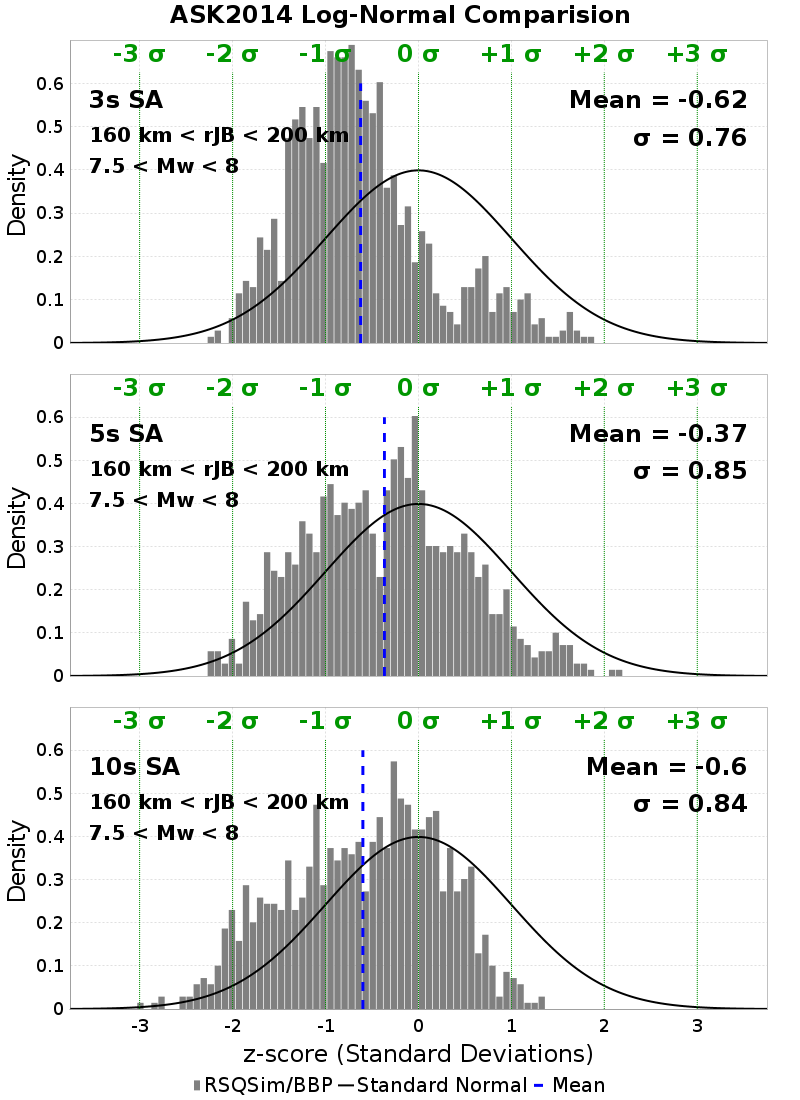 ASK2014 Log-Normal Comparision
-3 σ -2 σ -1 σ 0 σ +1 σ +2 σ +3 σ
3s SA Mean = -0.62
160 km < rJB < 200 km σ = 0.76
7.5 < Mw < 8
0.6
0.5
0.4
0.3
0.2
0.1
0
Density
-3 σ -2 σ -1 σ 0 σ +1 σ +2 σ +3 σ
5s SA Mean = -0.37
160 km < rJB < 200 km σ = 0.85
7.5 < Mw < 8
0.6
0.5
0.4
0.3
0.2
0.1
0
Density
-3 σ -2 σ -1 σ 0 σ +1 σ +2 σ +3 σ
10s SA Mean = -0.6
160 km < rJB < 200 km σ = 0.84
7.5 < Mw < 8
0.6
0.5
0.4
0.3
0.2
0.1
0
Density
-3 -2 -1 0 1 2 3
z-score (Standard Deviations)
RSQSim/BBP Standard Normal Mean